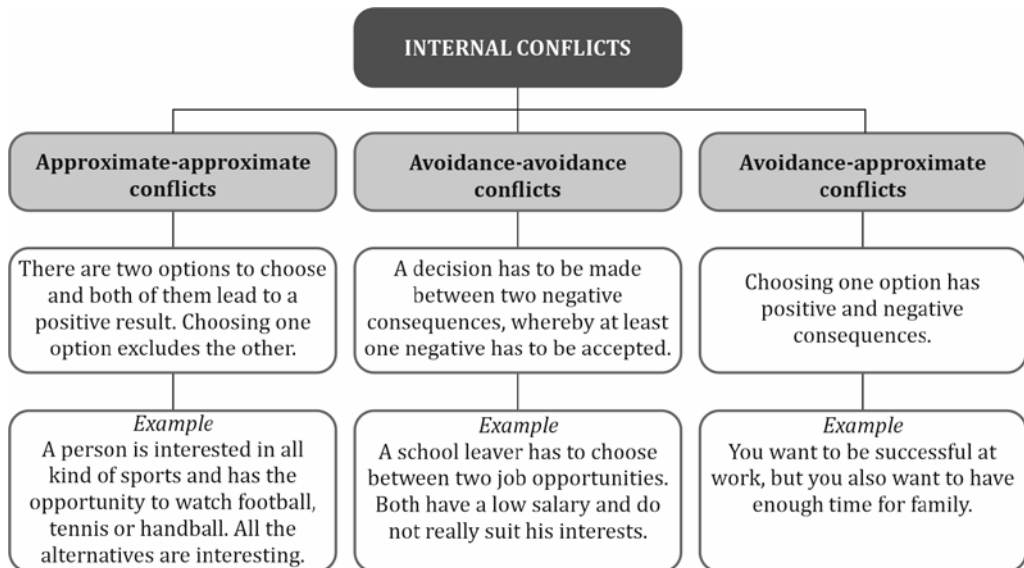 INTERNAL CONFLICTS
Approximate-approximate
conflicts
There are two options to choose
and both of them lead to a
positive result. Choosing one
option excludes the other.
Example
A person is interested in all
kind of sports and has the
opportunity to watch football,
tennis or handball. All the
alternatives are interesting.
Avoidance-avoidance
conflicts
A decision has to be made
between two negative
consequences, whereby at least
one negative has to be accepted.
Example
A school leaver has to choose
between two job opportunities.
Both have a low salary and do
not really suit his interests.
Avoidance-approximate
conflicts
Choosing one option has
positive and negative
consequences.
Example
You want to be successful at
work, but you also want to have
enough time for family.